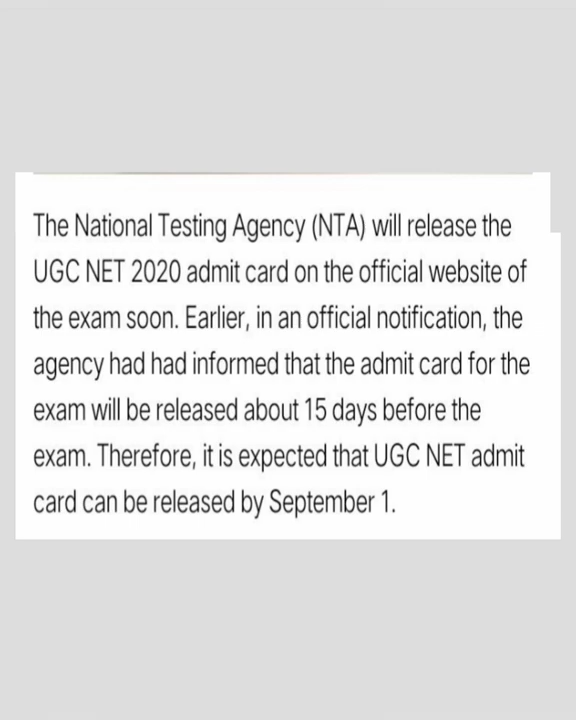 The National Testing Agency (NTA) will release the
UGC NET 2020 admit card on the official website of
the exam soon. Earlier, in an official notification, the
agency had had informed that the admit card for the
exam will be released about 15 days before the
exam. Therefore, it is expected that UGC NET admit
card can be released by September 1.